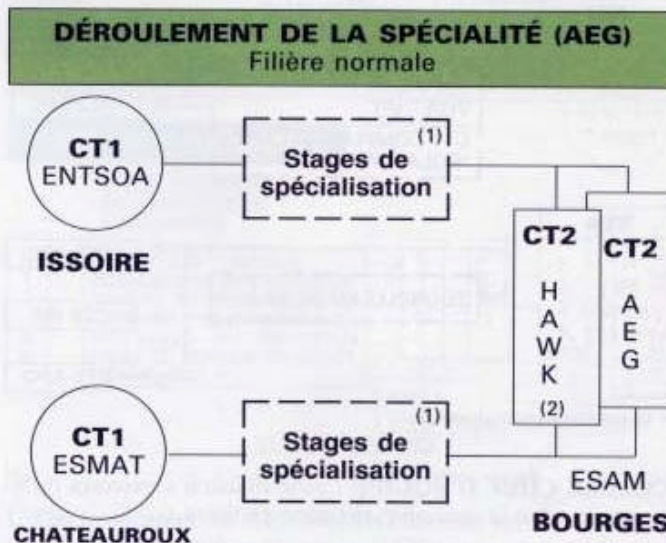 DÉROULEMENT DE LA SPÉCIALITÉ (AEG)
Filière normale
CT1
ENTSOA
ISSOIRE
(1)
Stages de
spécialisation
CT2
H
A
W
K
(2)
CT2
A
E
G
CT1
ESMAT
CHATEAUROUX
(1)
Stages de
spécialisation
ESAM
BOURGES